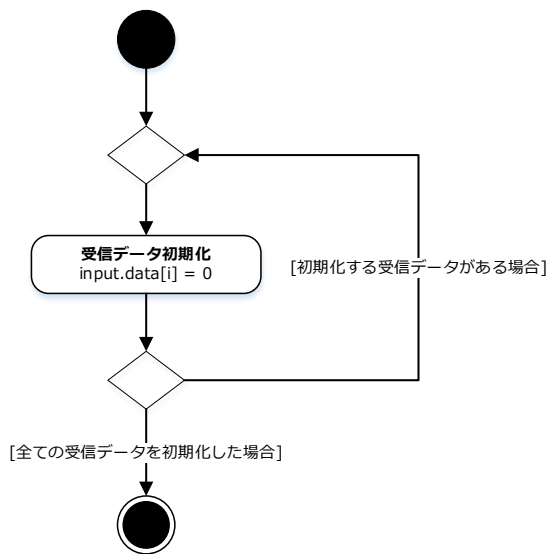 受信データ初期化
input.data[i] = 0
[初期化する受信データがある場合]
[全ての受信データを初期化した場合]